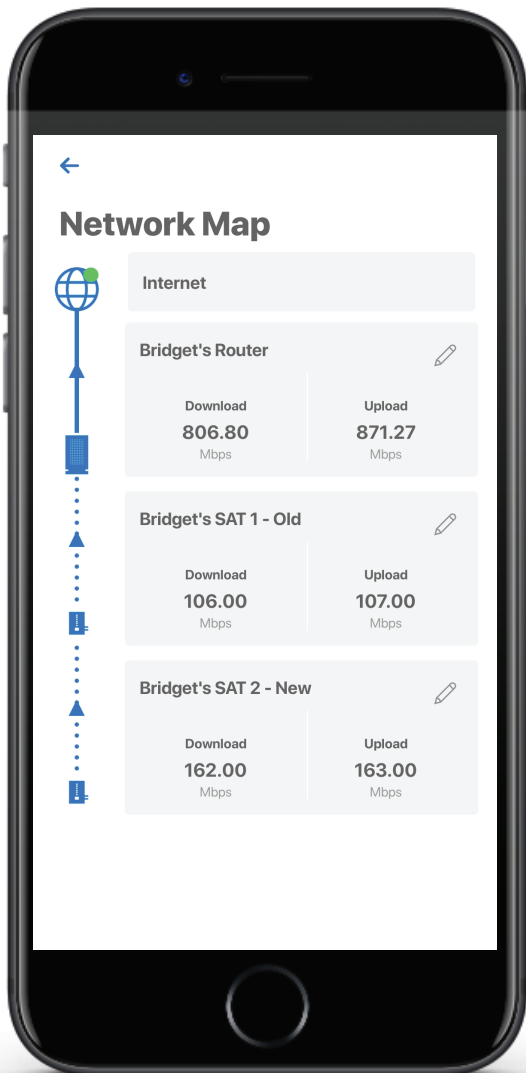 Network Map
Internet
Bridget's Router
Download Upload
806.80 871.27
Mbps Mbps
Bridget's SAT 1 - Old
Download Upload
106.00 107.00
Mbps Mbps
Bridget's SAT 2 - New
Download Upload
162.00 163.00
Mbps Mbps